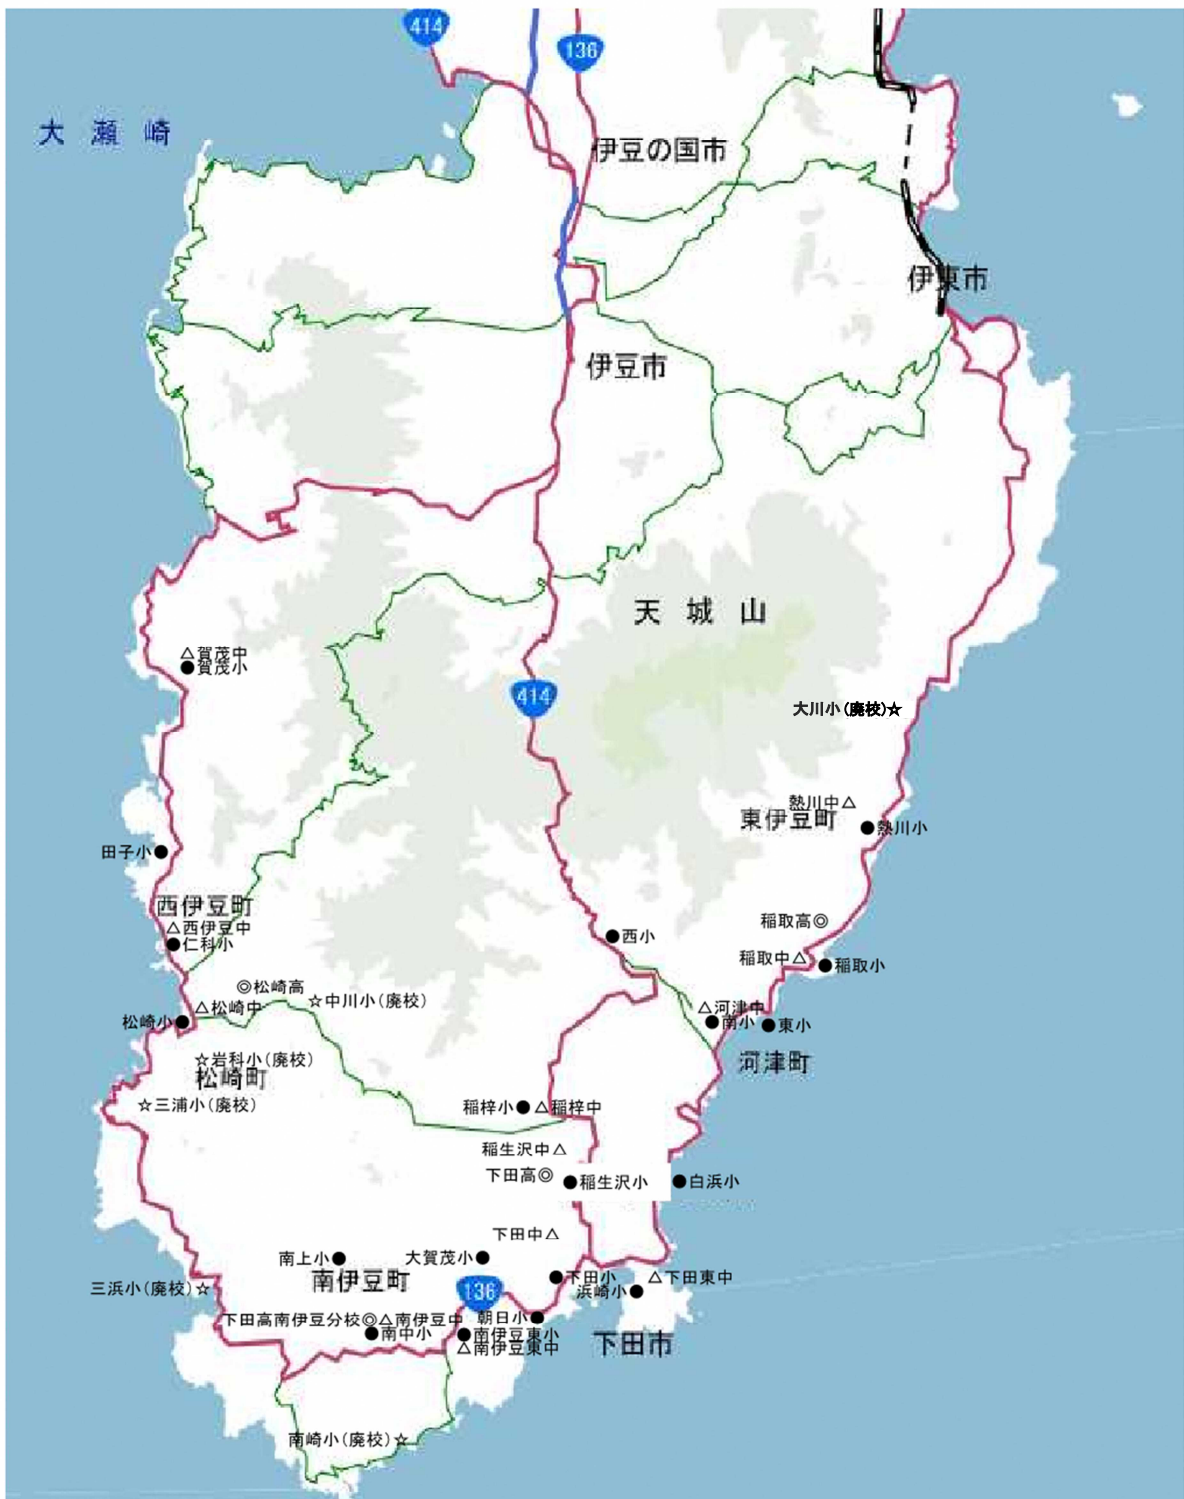 414
136
大瀬崎
伊豆の国市
伊東市
伊豆市
天城山
△賀茂中
●賀茂小
414
大川小(廃校)☆
熱川中△
東伊豆町
●熱川小
田子小●
西伊豆町
△西伊豆中
●仁科小
稲取高◎
●西小
稲取中△
●稲取小
◎松崎高
☆中川小(廃校)
△松崎中
松崎小●
△河津中
●南小
●東小
☆岩科小(廃校)
河津町
松崎町
☆三浦小(廃校)
稲梓小●
△稲梓中
稲生沢中△
下田高◎
●稲生沢小
●白浜小
下田中△
南上小●
大賀茂小●
南伊豆町
136
●下田小
△下田東中
浜崎小●
三浜小(廃校)☆
下田高南伊豆分校◎△南伊豆中
朝日小●
●南中小
●南伊豆東小
△南伊豆東中
下田市
南崎小(廃校)☆